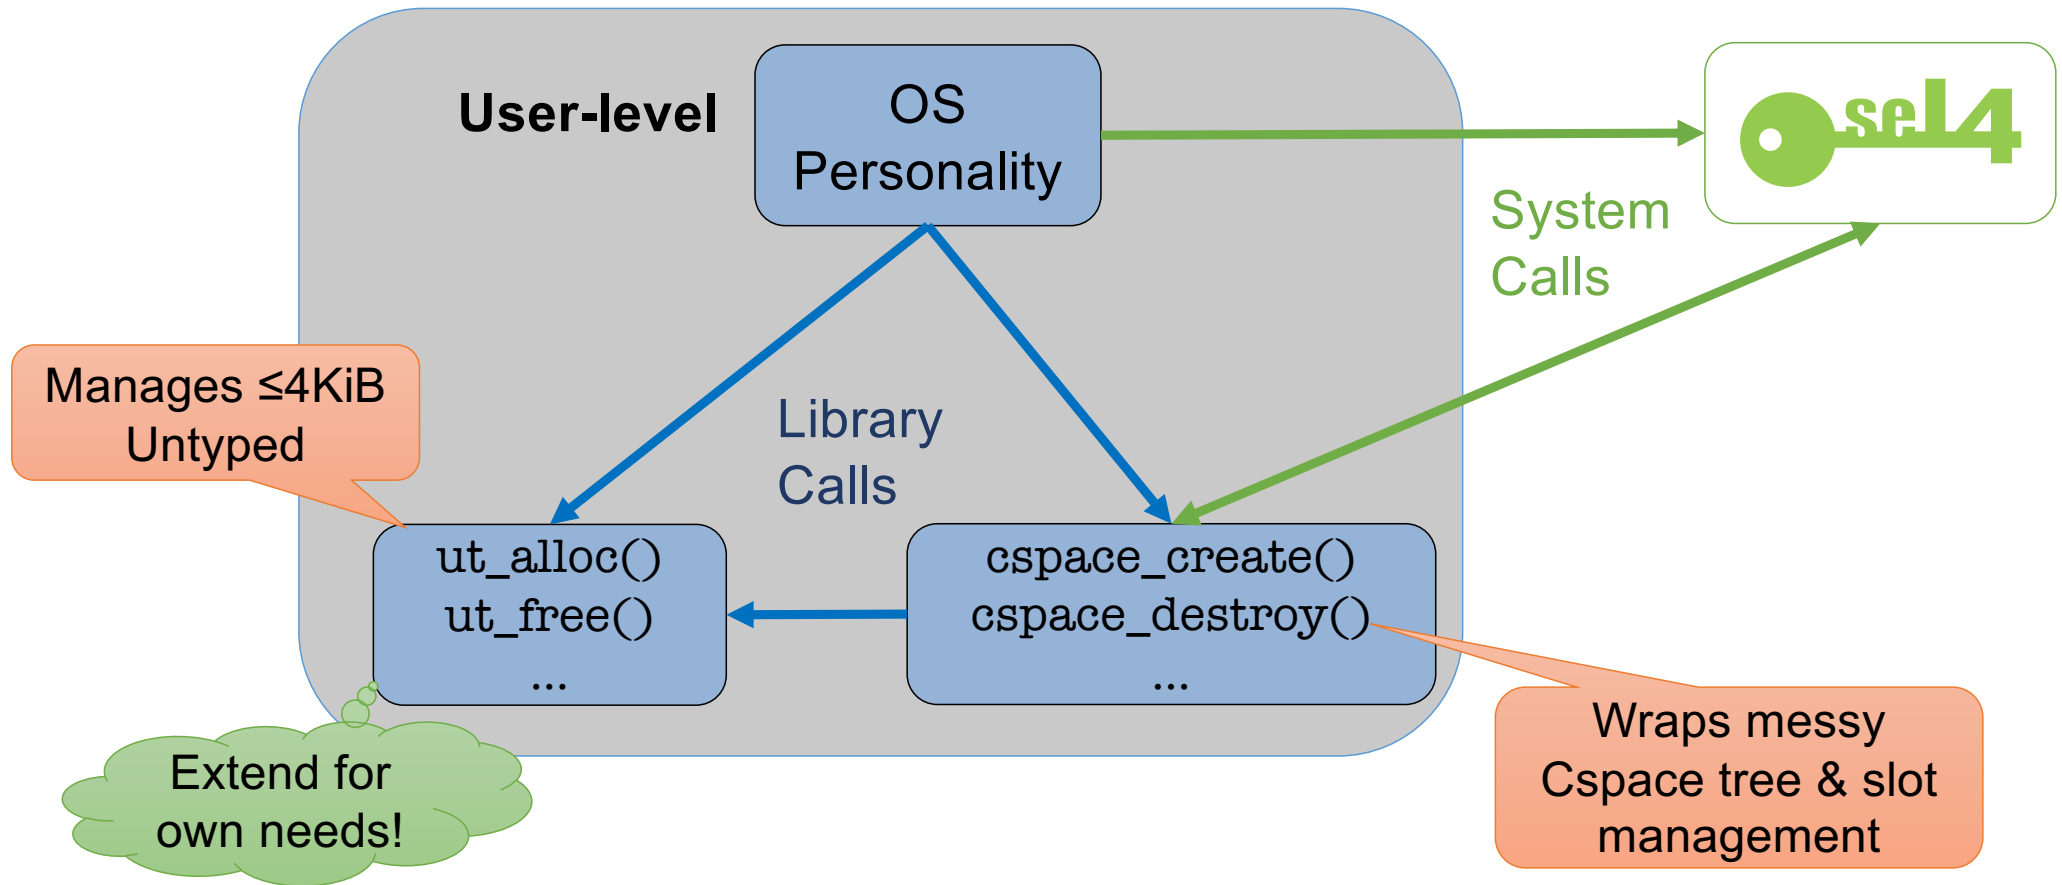 User-level
OS
Personality
seL4
System
Calls
Manages ≤4KiB
Untyped
Library
Calls
ut_alloc()
ut_free()
...
cspace_create()
cspace_destroy()
...
Extend for
own needs!
Wraps messy
Cspace tree & slot
management